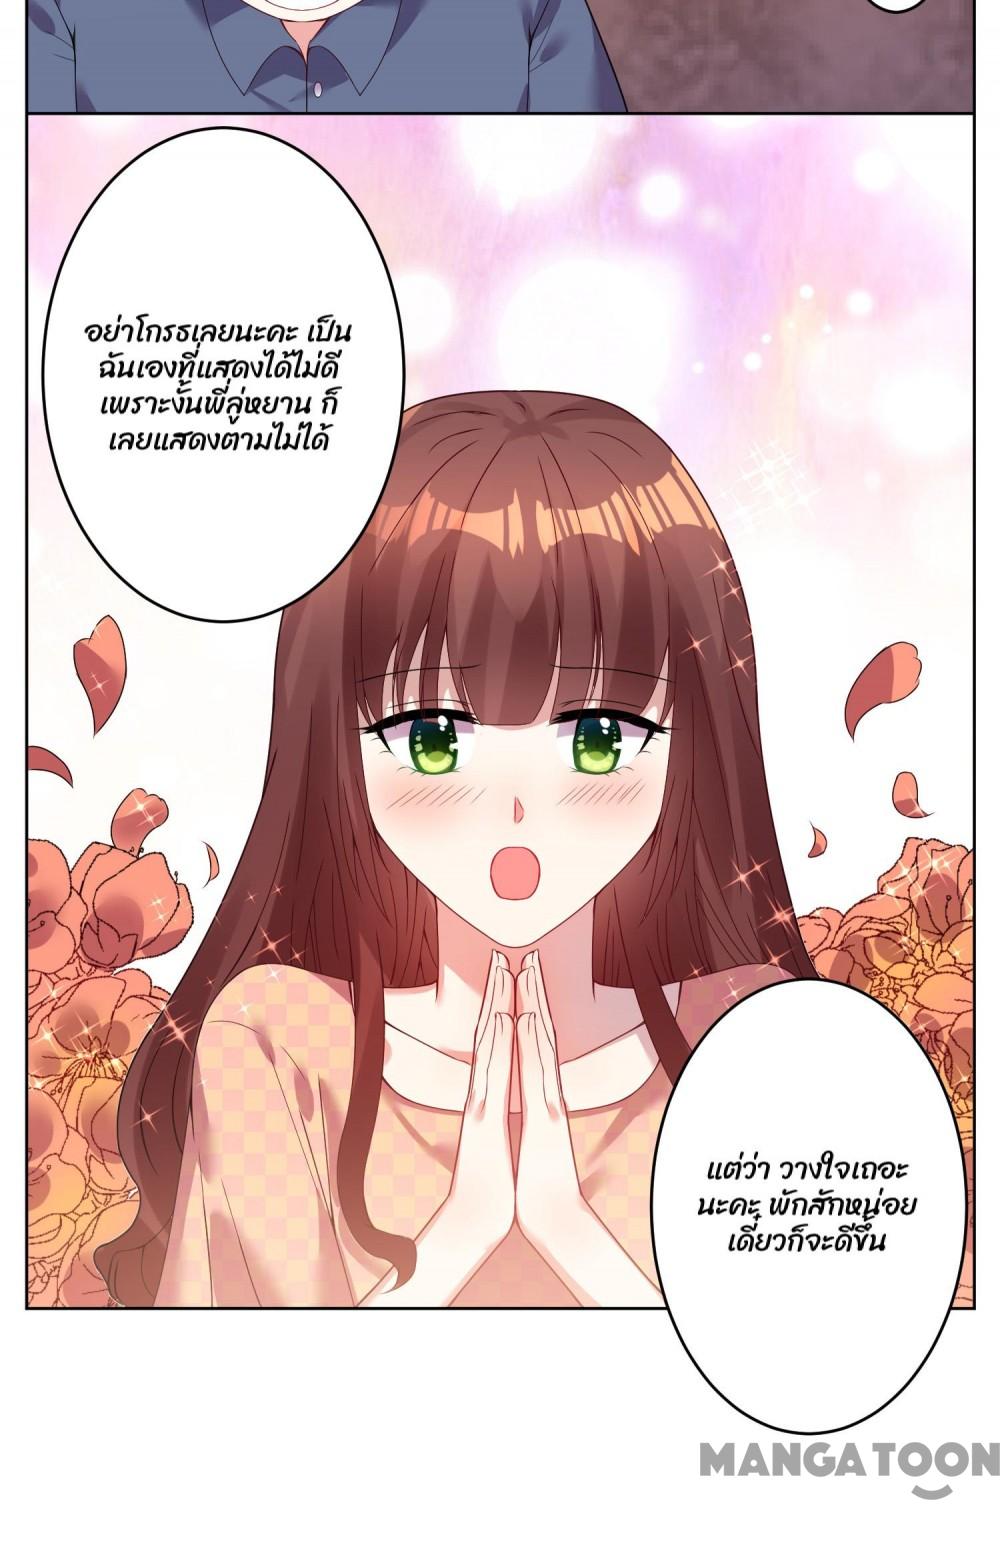 อย่าโกรธเลยนะคะ เป็น
ฉันเองที่แสดงได้ไม่ดี
เพราะงั้นพี่ลู่หยาน ก็
เลยแสดงตามไม่ได้
แต่ว่า วางใจเถอะ
นะคะ พักสักหน่อย
เดี๋ยวก็จะดีขึ้น
MANGATOON